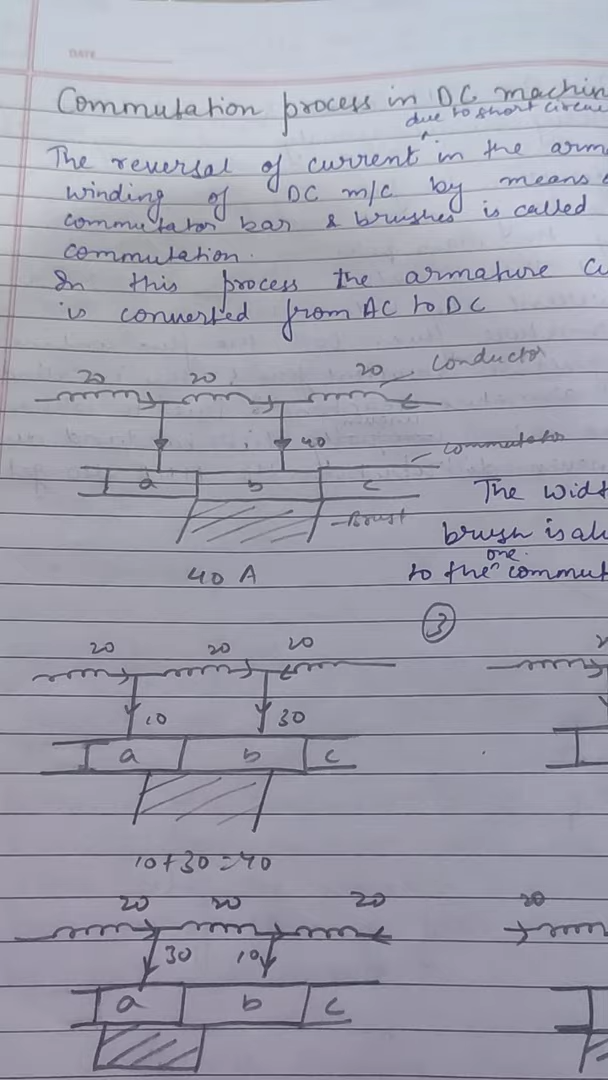 DATE
Commutation process in DC machin
due to short circu
The reversal of current ^ in the arm
winding of DC m/c by means
commutator bar & brushes is called
commutation.
In this process the armature cu
is converted from AC to DC
20 20 20 conductor
40
commutator
a b c
The widt
Brust
brush is al
one
40 A to the ^ commut
3
20 20 20
10 30
a b c
10+30=40
20 20 20 20
30 10
a b c